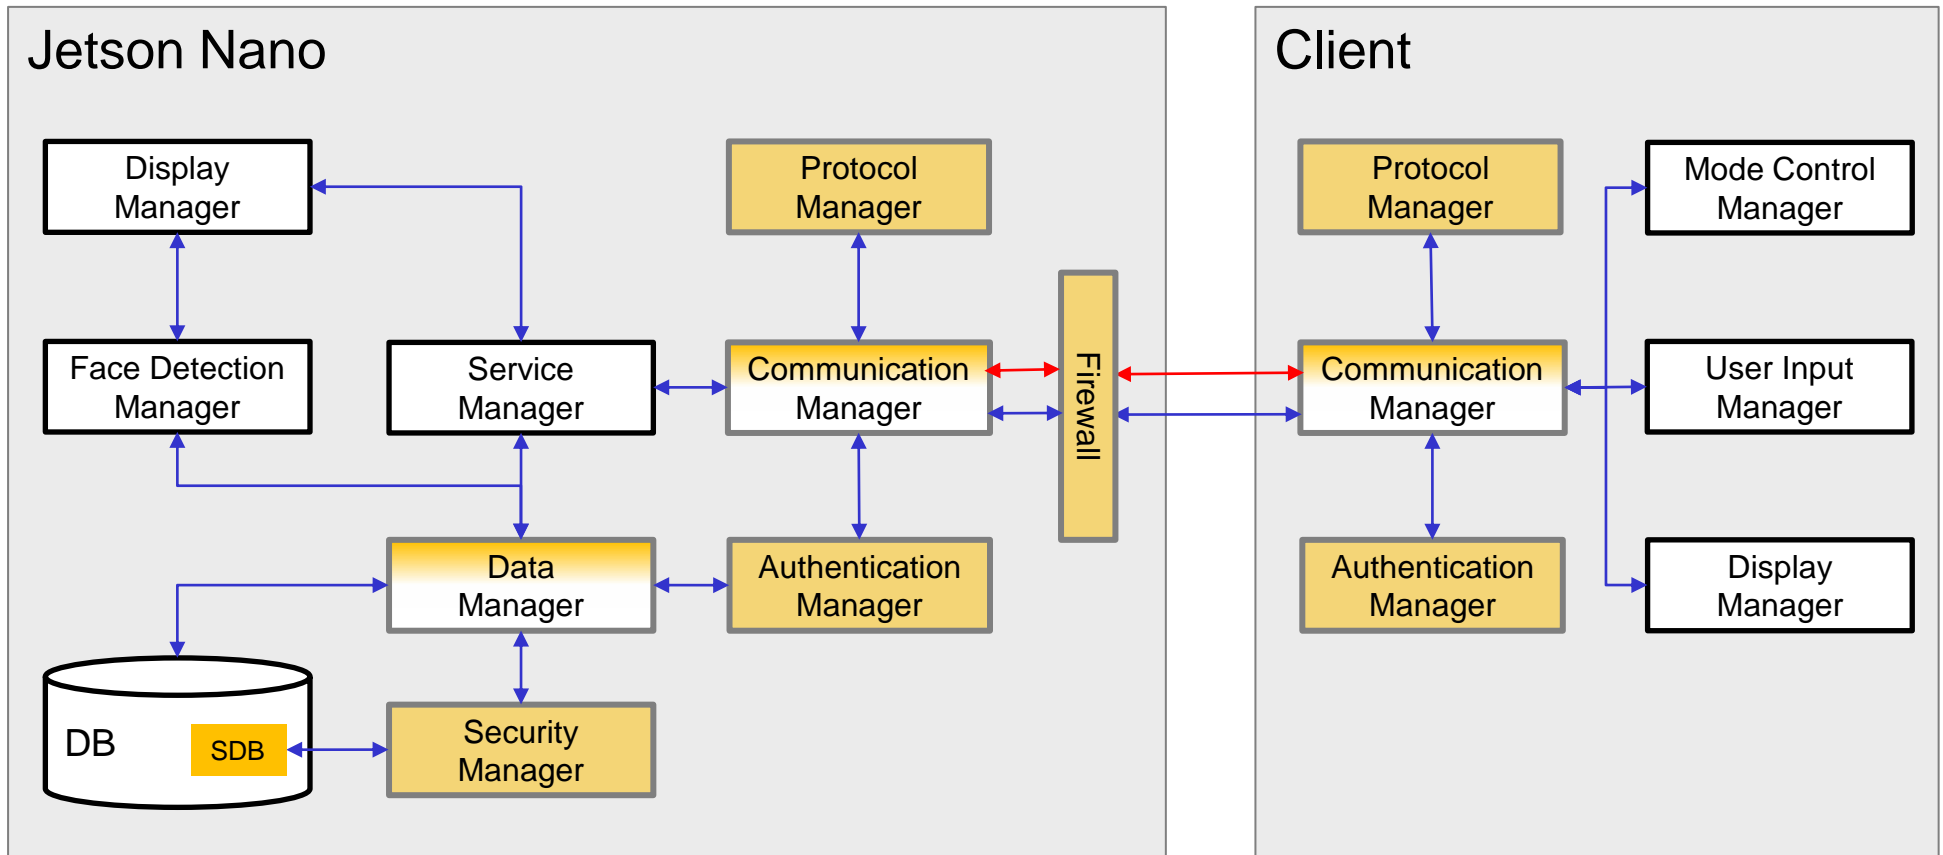 Jetson Nano
Display
Manager
Protocol
Manager
Face Detection
Manager
Service
Manager
Communication
Manager
Firewall
Data
Manager
Authentication
Manager
DB
SDB
Security
Manager
Client
Protocol
Manager
Mode Control
Manager
Communication
Manager
User Input
Manager
Authentication
Manager
Display
Manager